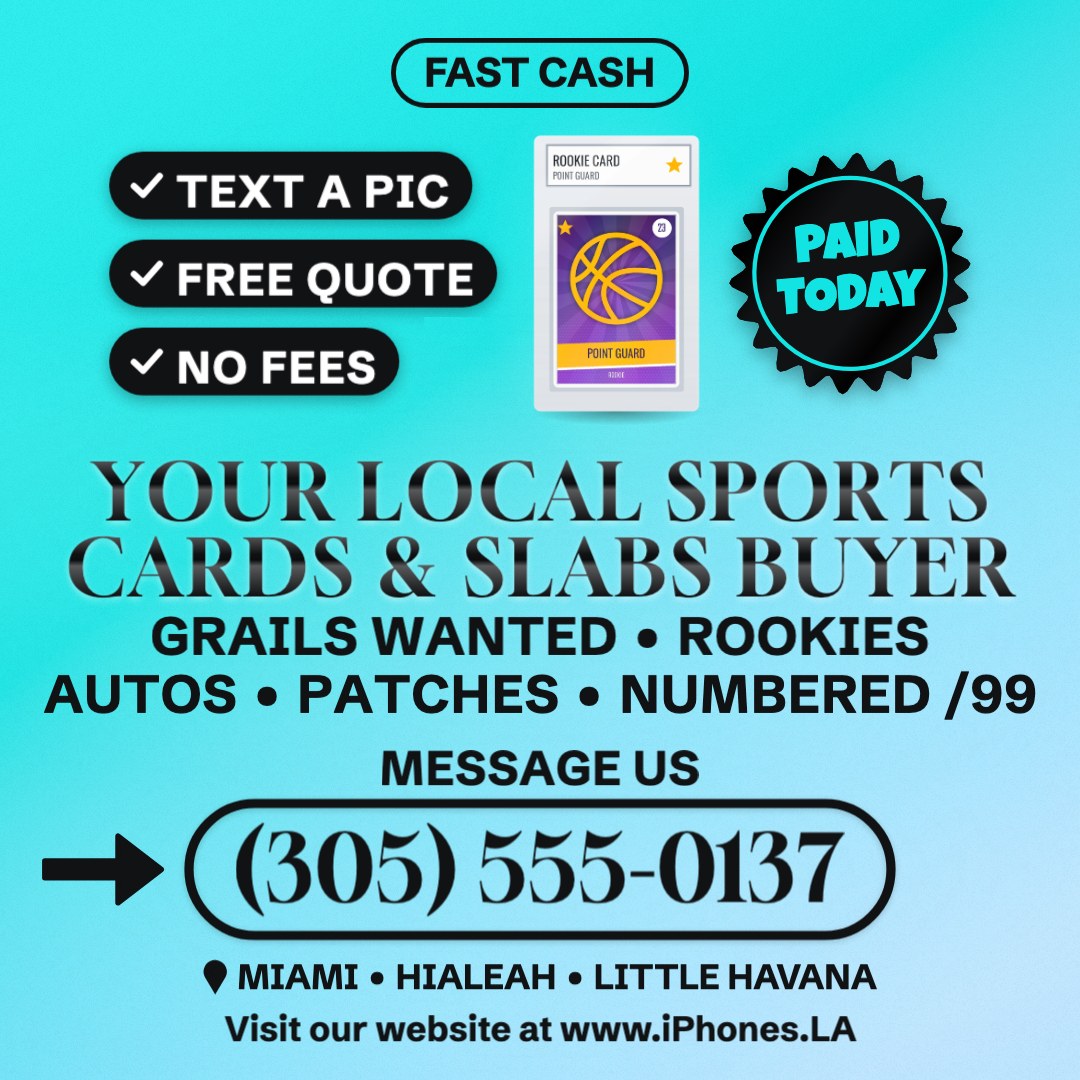 FAST CASH
TEXT A PIC
FREE QUOTE
NO FEES
ROOKIE CARD
POINT GUARD
23
POINT GUARD
ROOKIE
PAID
TODAY
YOUR LOCAL SPORTS
CARDS & SLABS BUYER
GRAILS WANTED • ROOKIES
AUTOS • PATCHES • NUMBERED /99
MESSAGE US
(305) 555-0137
MIAMI • HIALEAH • LITTLE HAVANA
Visit our website at www.iPhones.LA